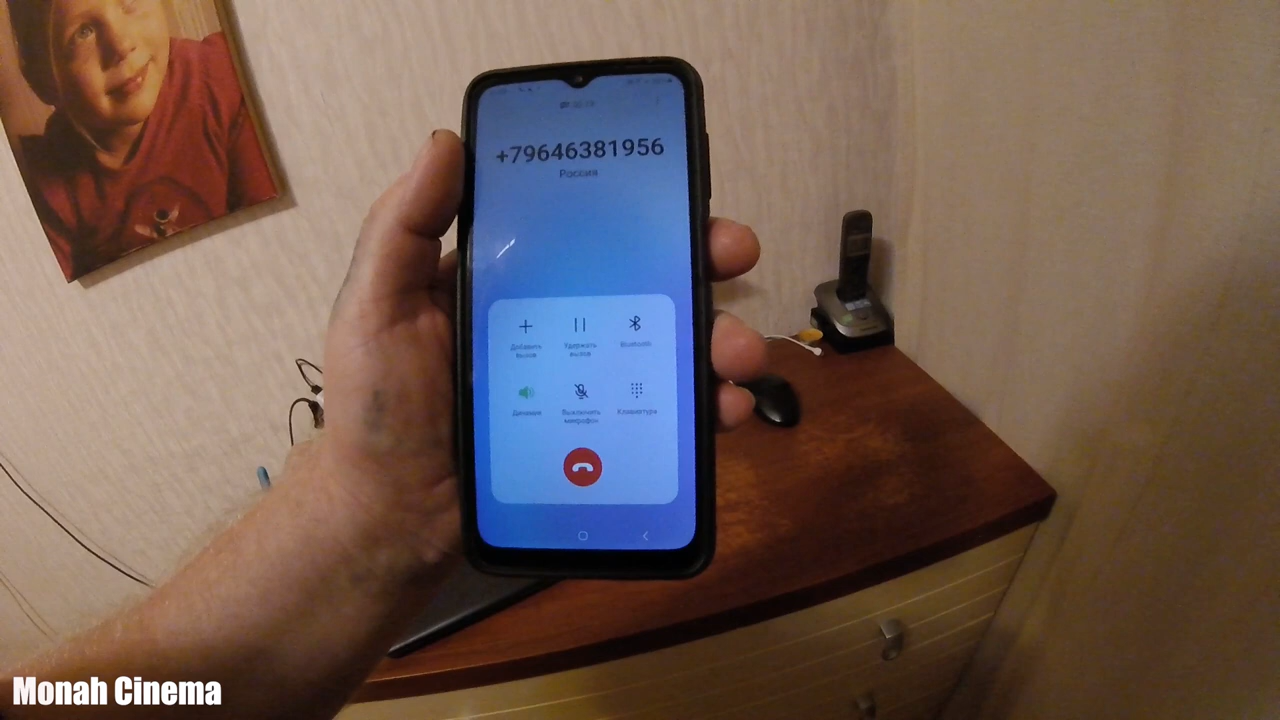 +79646381956
Россия
Добавить
вызов
Удержать
вызов
Bluetooth
Динамик
Выключить
микрофон
Клавиатура
Monah Cinema